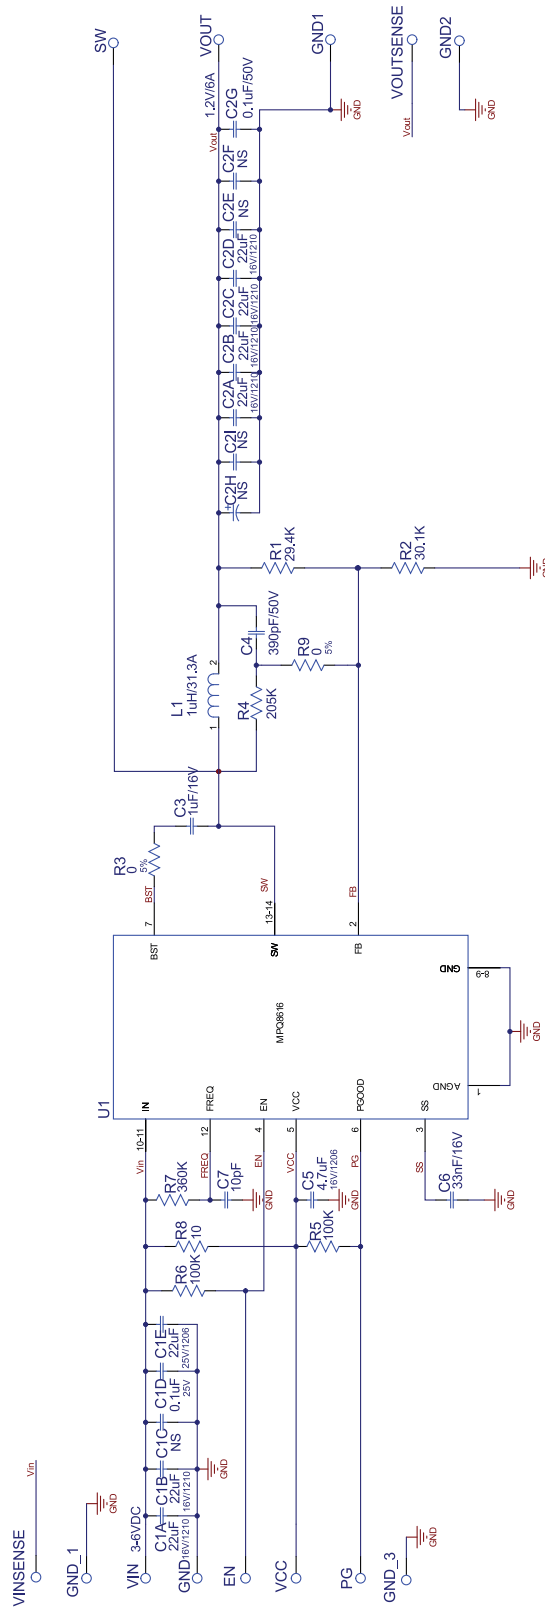 SW
VOUT
1.2V/6A
GND1
VOUTSENSE
GND2
Vout
C2G
0.1uF/50V
GND
Vout
GND
C2F
NS
C2E
NS
C2D
22uF
16V/1210
C2C
22uF
16V/1210
C2B
22uF
16V/1210
C2A
22uF
16V/1210
C2I
NS
+
C2H
NS
R1
29.4K
R2
30.1K
GND
C4
390pF/50V
R9
0
5%
L1
1uH/31.3A
1
2
R4
205K
C3
1uF/16V
R3
0
5%
BST
SW
FB
7
13-14
2
BST
SW
FB
MPQ8616
GND
8-9
GND
AGND
1
U1
IN
FREQ
EN
VCC
PGOOD
SS
10-11
12
4
5
6
3
Vin
FREQ
EN
VCC
PG
SS
R7
360K
C7
10pF
GND
C5
4.7uF
16V/1206
GND
C6
33nF/16V
GND
R8
10
R5
100K
R6
100K
C1E
22uF
25V/1206
C1D
0.1uF
25V
C1C
NS
C1B
22uF
16V/1210
GND
C1A
22uF
16V/1210
Vin
GND
3-6VDC
GND
VINSENSE
GND_1
VIN
GND
EN
VCC
PG
GND_3